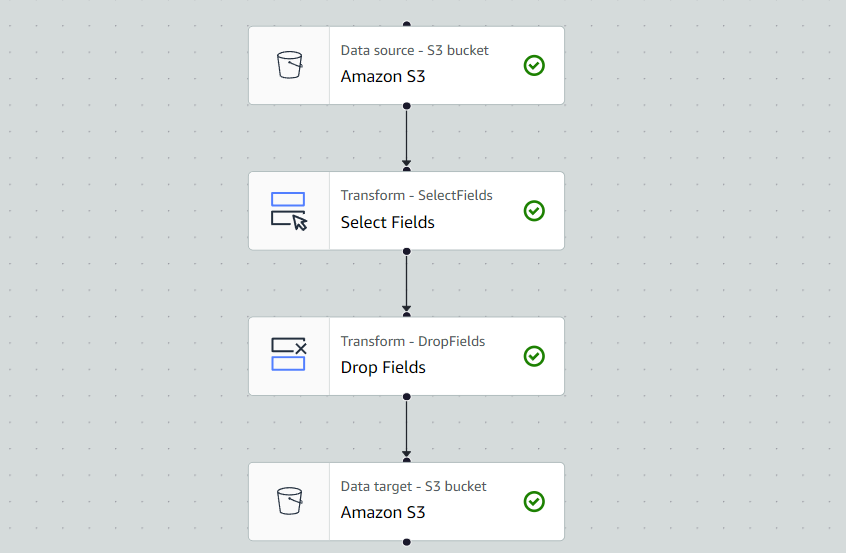 Data source - S3 bucket
Amazon S3
Transform - SelectFields
Select Fields
Transform - DropFields
Drop Fields
Data target - S3 bucket
Amazon S3